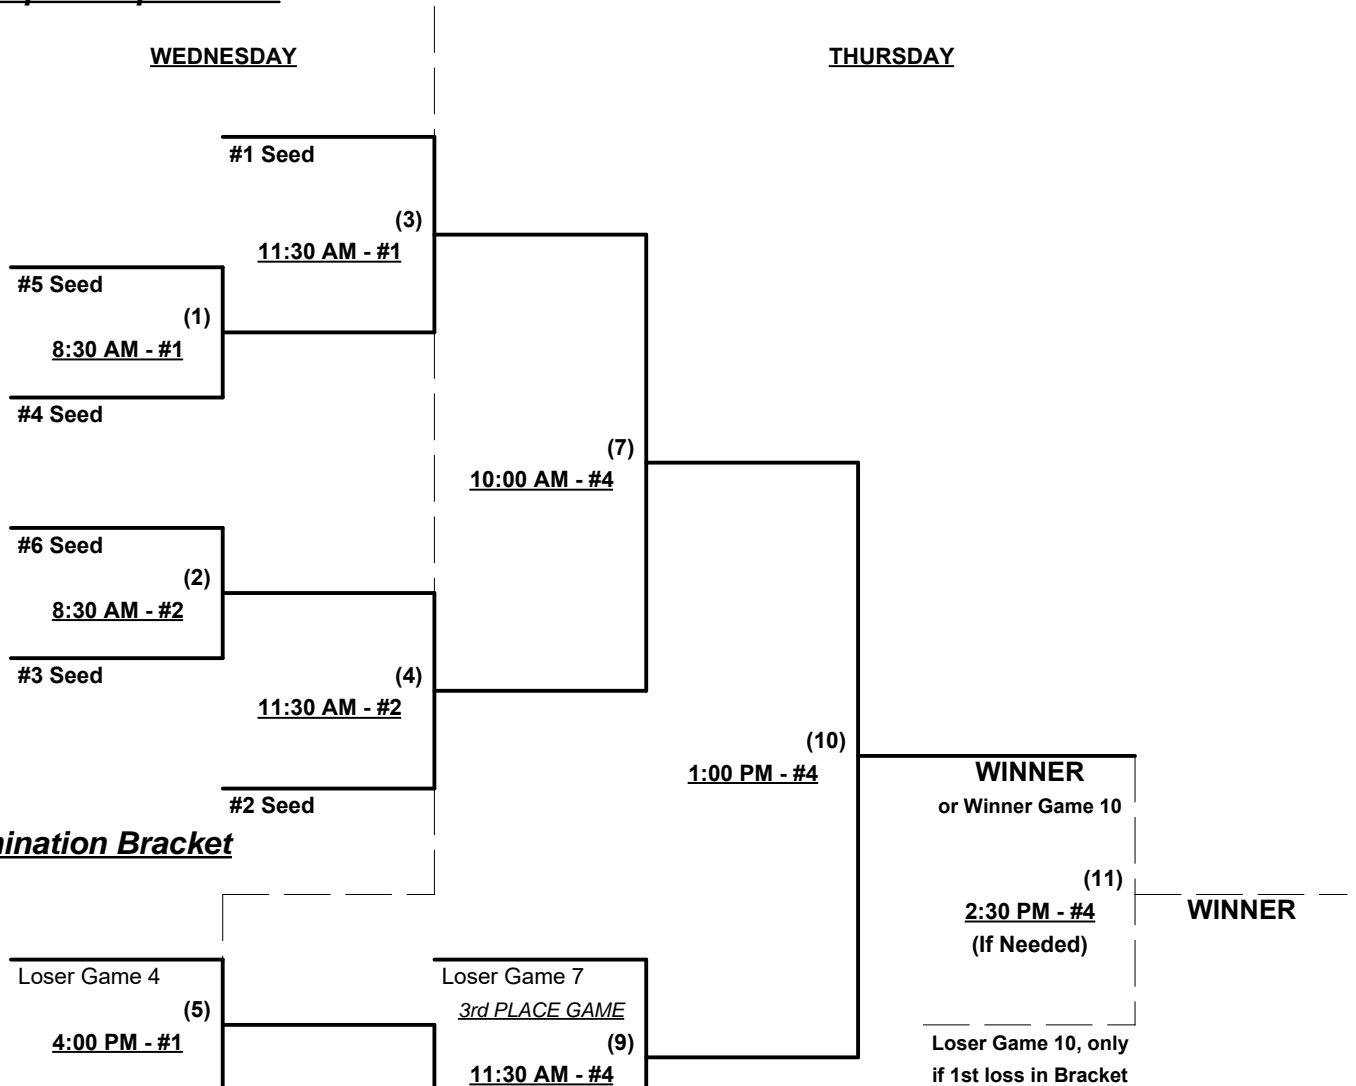 WEDNESDAY
THURSDAY
#1 Seed
(3)
11:30 AM - #1
#5 Seed
(1)
8:30 AM - #1
#4 Seed
(7)
10:00 AM - #4
#6 Seed
(2)
8:30 AM - #2
#3 Seed
(4)
11:30 AM - #2
(10)
1:00 PM - #4
WINNER
or Winner Game 10
#2 Seed
mination Bracket
(11)
2:30 PM - #4
(If Needed)
WINNER
Loser Game 4
(5)
4:00 PM - #1
Loser Game 7
3rd PLACE GAME
(9)
11:30 AM - #4
Loser Game 10, only
if 1st loss in Bracket